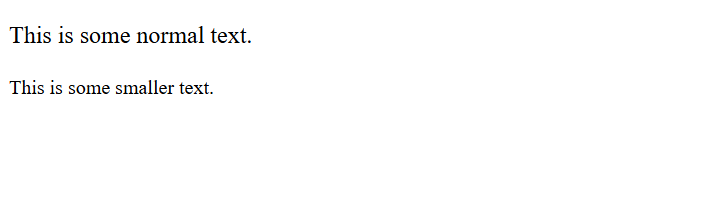 This is some normal text.
This is some smaller text.